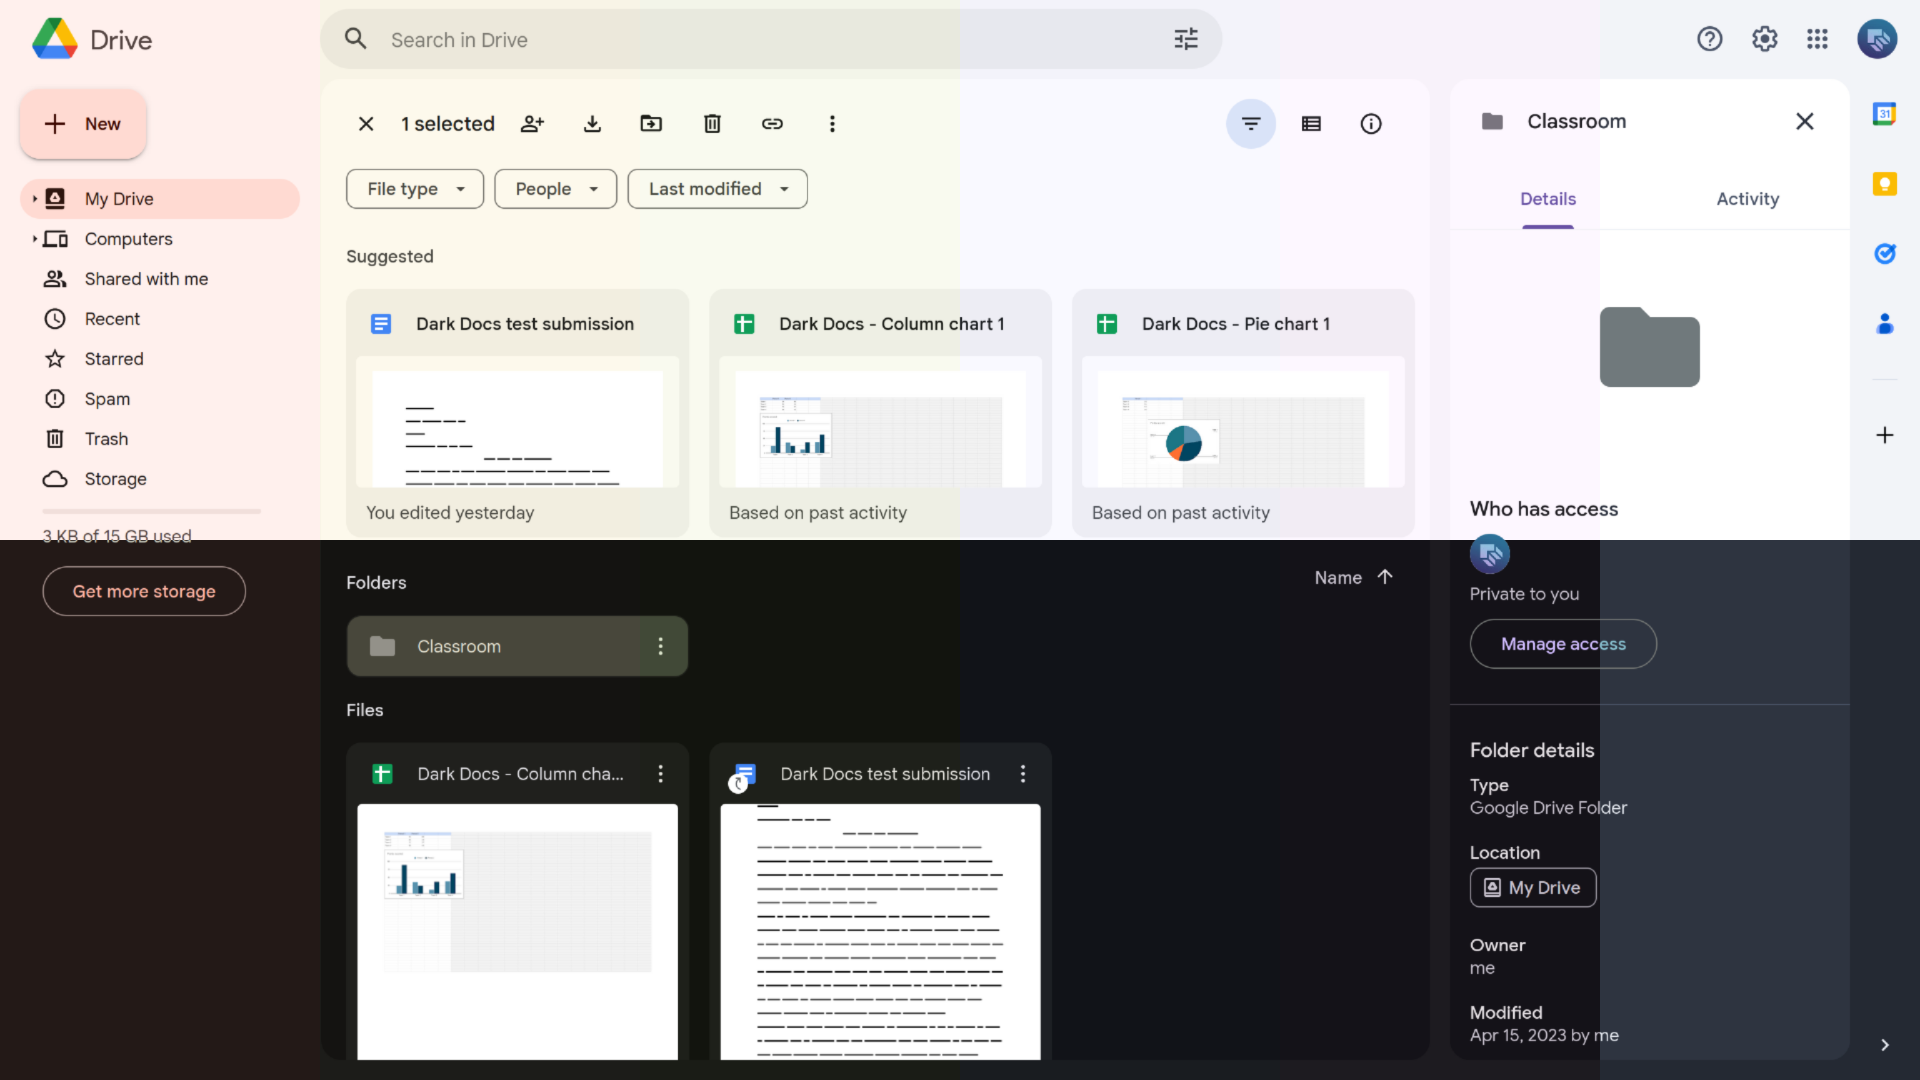 Drive
Search in Drive
New
My Drive
Computers
Shared with me
Recent
Starred
Spam
Trash
Storage
3 KB of 15 GB used
Get more storage
1 selected
File type
People
Last modified
Suggested
Dark Docs test submission
You edited yesterday
Dark Docs - Column chart 1
Based on past activity
Dark Docs - Pie chart 1
Based on past activity
Folders
Name
Classroom
Files
Dark Docs - Column cha...
Dark Docs test submission
Classroom
Details
Activity
Who has access
Private to you
Manage access
Folder details
Type
Google Drive Folder
Location
My Drive
Owner
me
Modified
Apr 15, 2023 by me
31